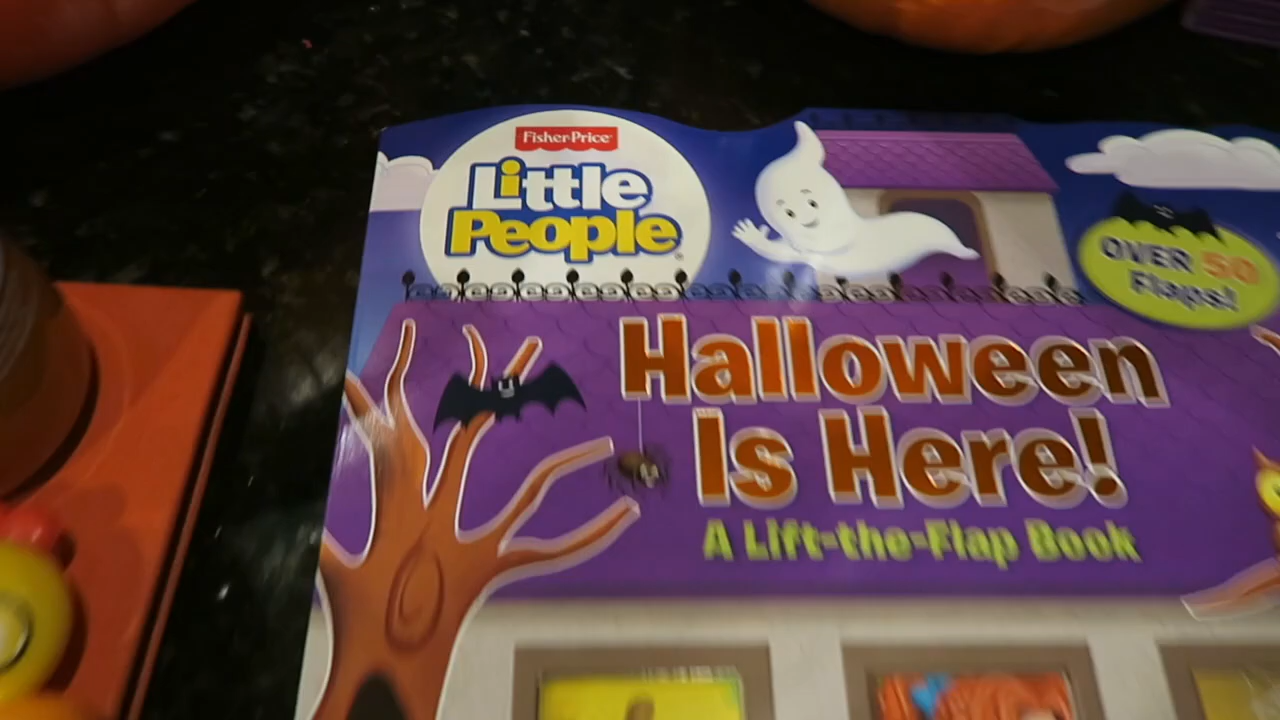 Fisher-Price
Little
People
OVER 50
Flaps!
Halloween
Is Here!
A Lift-the-Flap Book